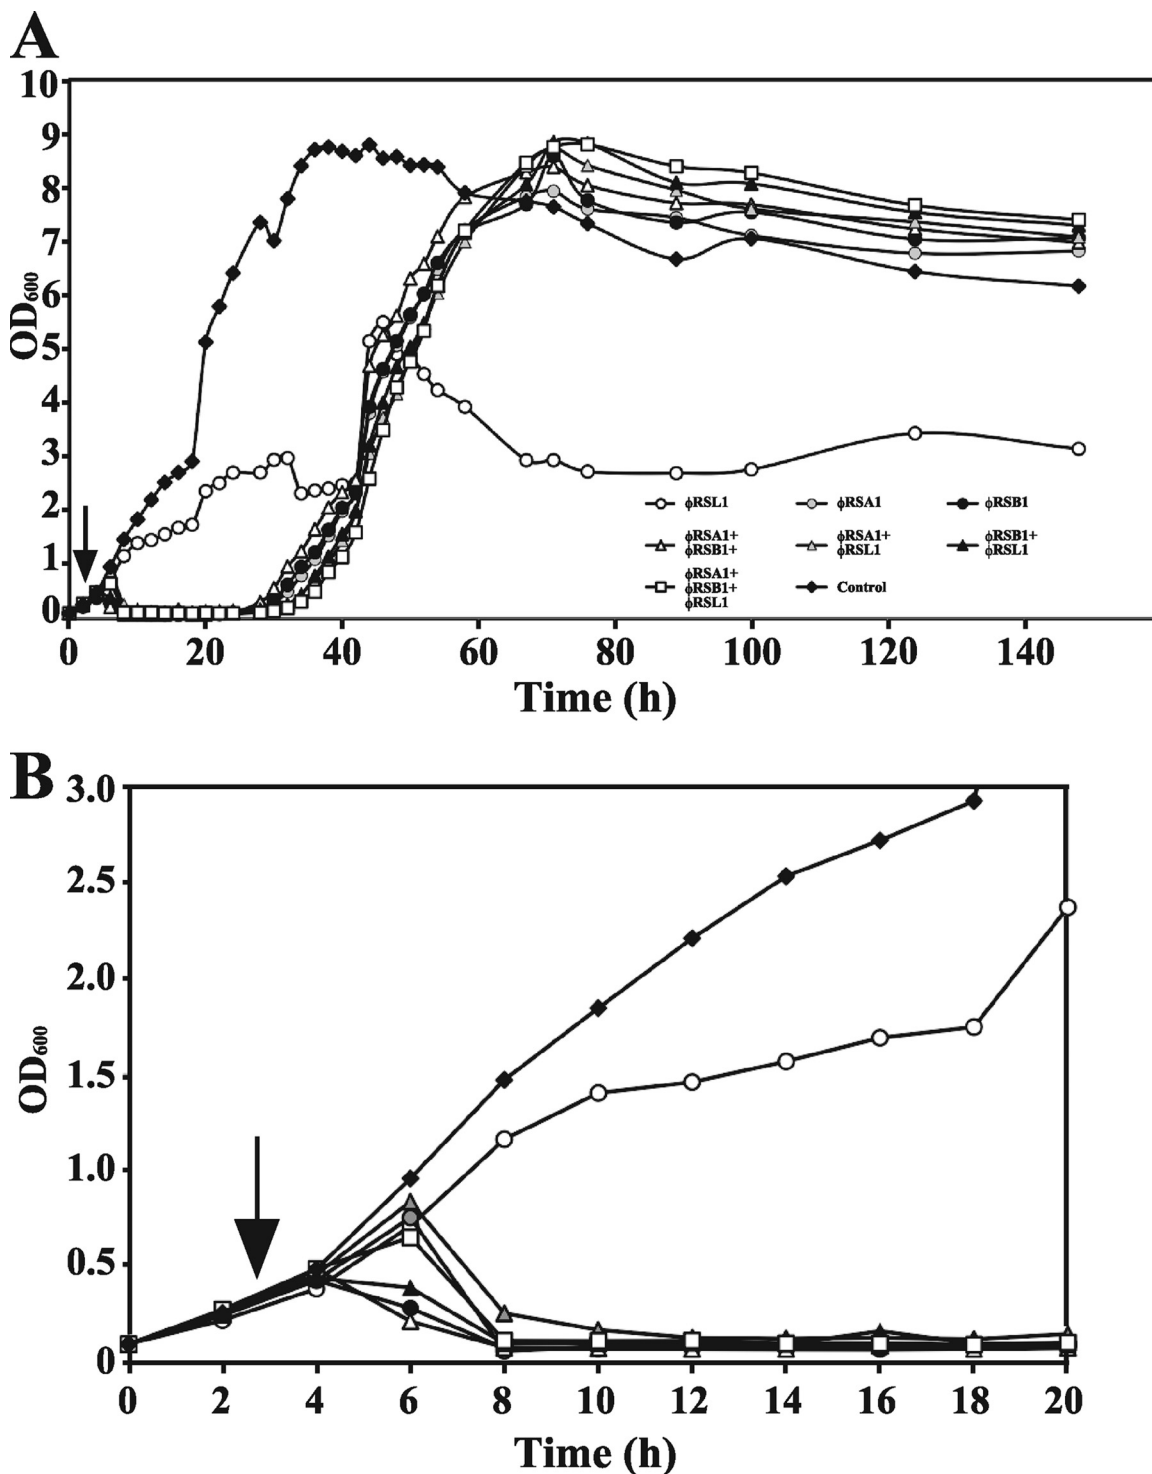 A
10
9
8
7
6
5
4
3
2
1
0
OD600
0 20 40 60 80 100 120 140
Time (h)
ϕRSL1 ϕRSA1 ϕRSB1
ϕRSA1+ ϕRSA1+ ϕRSB1+
ϕRSB1+ ϕRSL1 ϕRSL1
ϕRSA1+
ϕRSB1+ Control
ϕRSL1
B
3.0
2.5
2.0
1.5
1.0
0.5
0
OD600
0 2 4 6 8 10 12 14 16 18 20
Time (h)